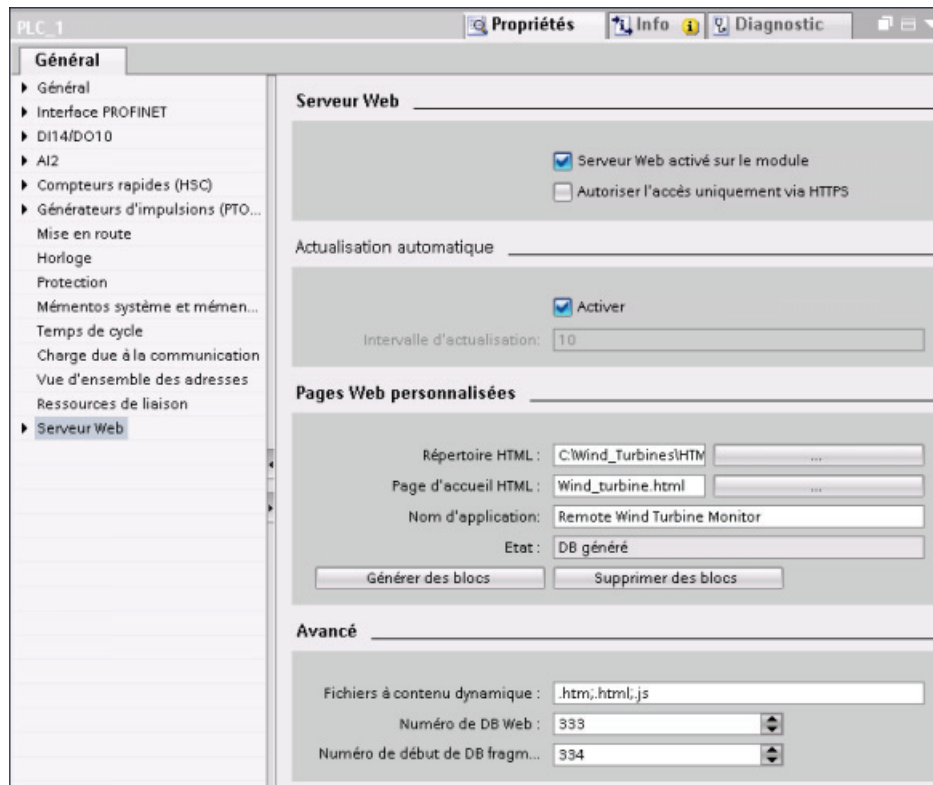 PLC_1
Propriétés
Info
Diagnostic
Général
Général
Interface PROFINET
DI14/DO10
AI2
Compteurs rapides (HSC)
Générateurs d'impulsions (PTO...
Mise en route
Horloge
Protection
Mémentos système et mémen...
Temps de cycle
Charge due à la communication
Vue d'ensemble des adresses
Ressources de liaison
Serveur Web
Serveur Web
Serveur Web activé sur le module
Autoriser l'accès uniquement via HTTPS
Actualisation automatique
Activer
Intervalle d'actualisation: 10
Pages Web personnalisées
Répertoire HTML : C:\Wind_Turbines\HTM ...
Page d'accueil HTML : Wind_turbine.html ...
Nom d'application: Remote Wind Turbine Monitor
Etat : DB généré
Générer des blocs Supprimer des blocs
Avancé
Fichiers à contenu dynamique : .htm;.html;.js
Numéro de DB Web : 333
Numéro de début de DB fragm... 334